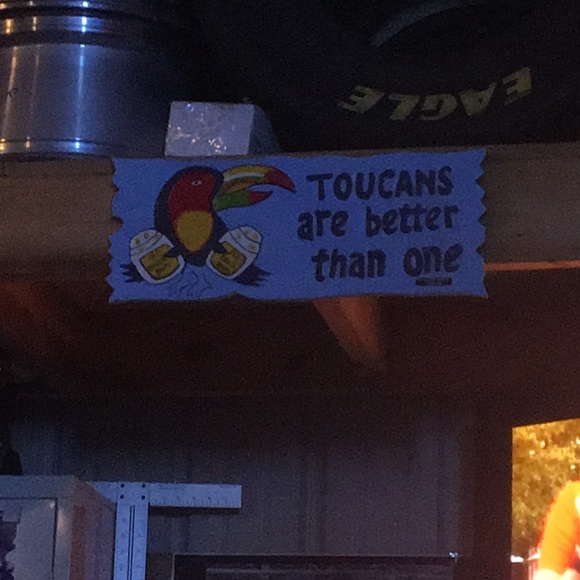 EAGLE
TOUCANS
are better
than one